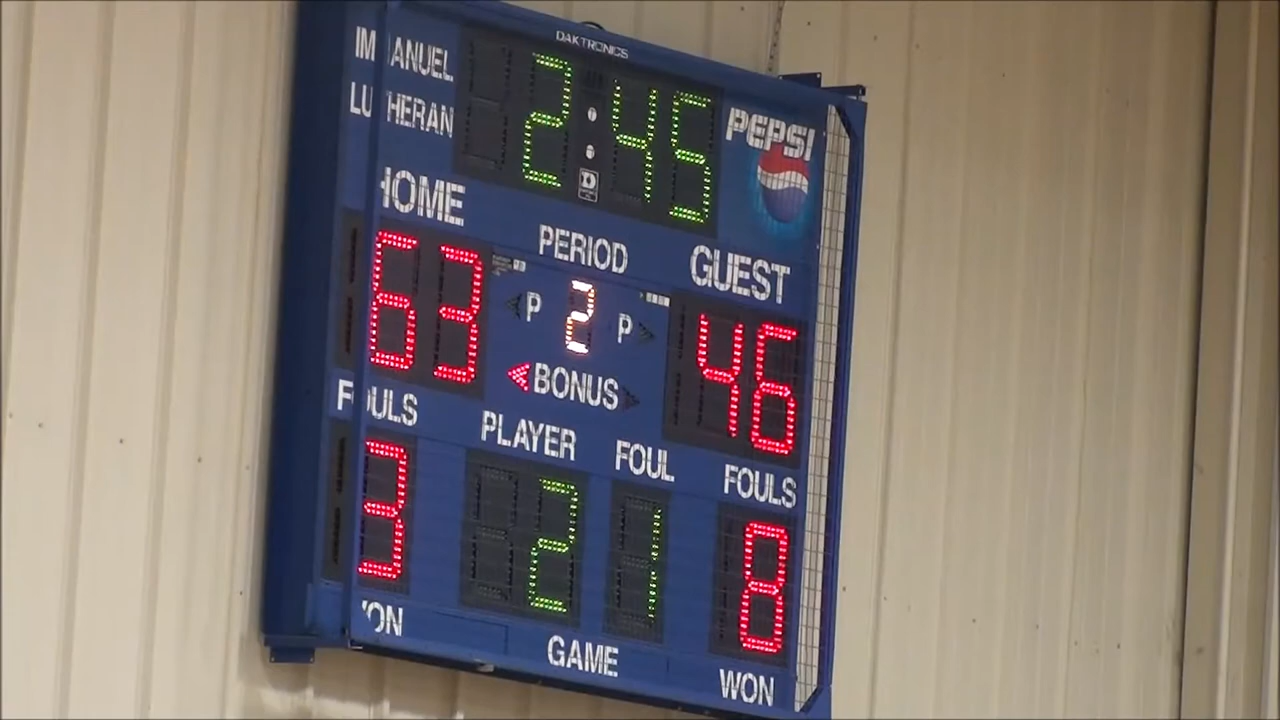 DAKTRONICS
IMMANUEL
LUTHERAN
2:45
PEPSI
HOME
PERIOD
GUEST
63
P 2 P
46
BONUS
FOULS
PLAYER
FOUL
FOULS
3
2
1
8
WON
GAME
WON